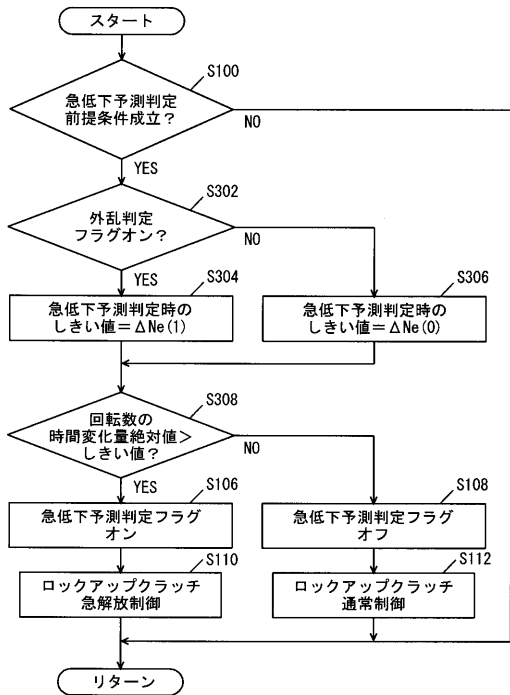 スタート
S100
急低下予測判定
前提条件成立?
NO
YES
S302
外乱判定
フラグオン?
NO
YES
S304
急低下予測判定時の
しきい値=ΔNe(1)
S306
急低下予測判定時の
しきい値=ΔNe(0)
S308
回転数の
時間変化量絶対値>
しきい値?
NO
YES
S106
急低下予測判定フラグ
オン
S108
急低下予測判定フラグ
オフ
S110
ロックアップクラッチ
急解放制御
S112
ロックアップクラッチ
通常制御
リターン